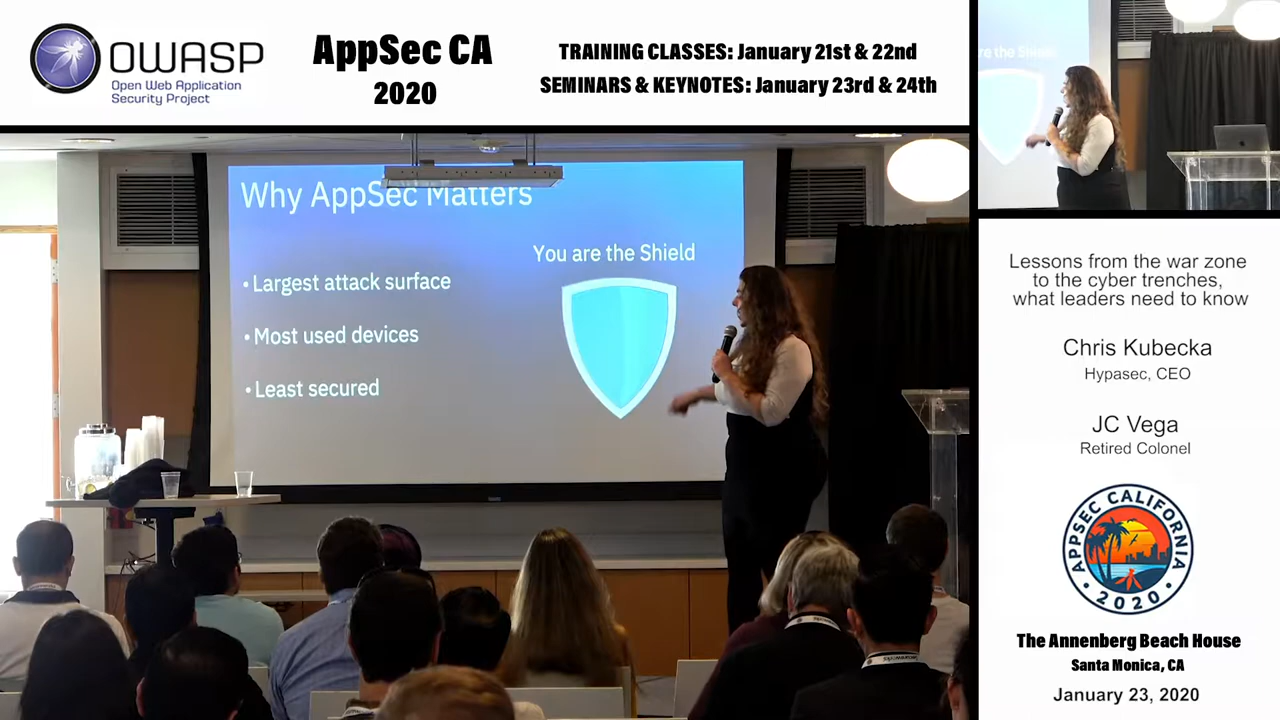 OWASP
Open Web Application
Security Project
AppSec CA
2020
TRAINING CLASSES: January 21st & 22nd
SEMINARS & KEYNOTES: January 23rd & 24th
Why AppSec Matters
You are the Shield
• Largest attack surface
• Most used devices
• Least secured
re the Shield
Lessons from the war zone
to the cyber trenches,
what leaders need to know
Chris Kubecka
Hypasec, CEO
JC Vega
Retired Colonel
APPSEC CALIFORNIA
• 2020 •
The Annenberg Beach House
Santa Monica, CA
January 23, 2020